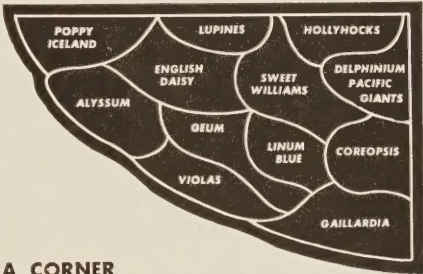 POPPY
ICELAND
LUPINES
HOLLYHOCKS
ENGLISH
DAISY
SWEET
WILLIAMS
DELPHINIUM
PACIFIC
GIANTS
ALYSSUM
GEUM
LINUM
BLUE
COREOPSIS
VIOLAS
GAILLARDIA
A CORNER